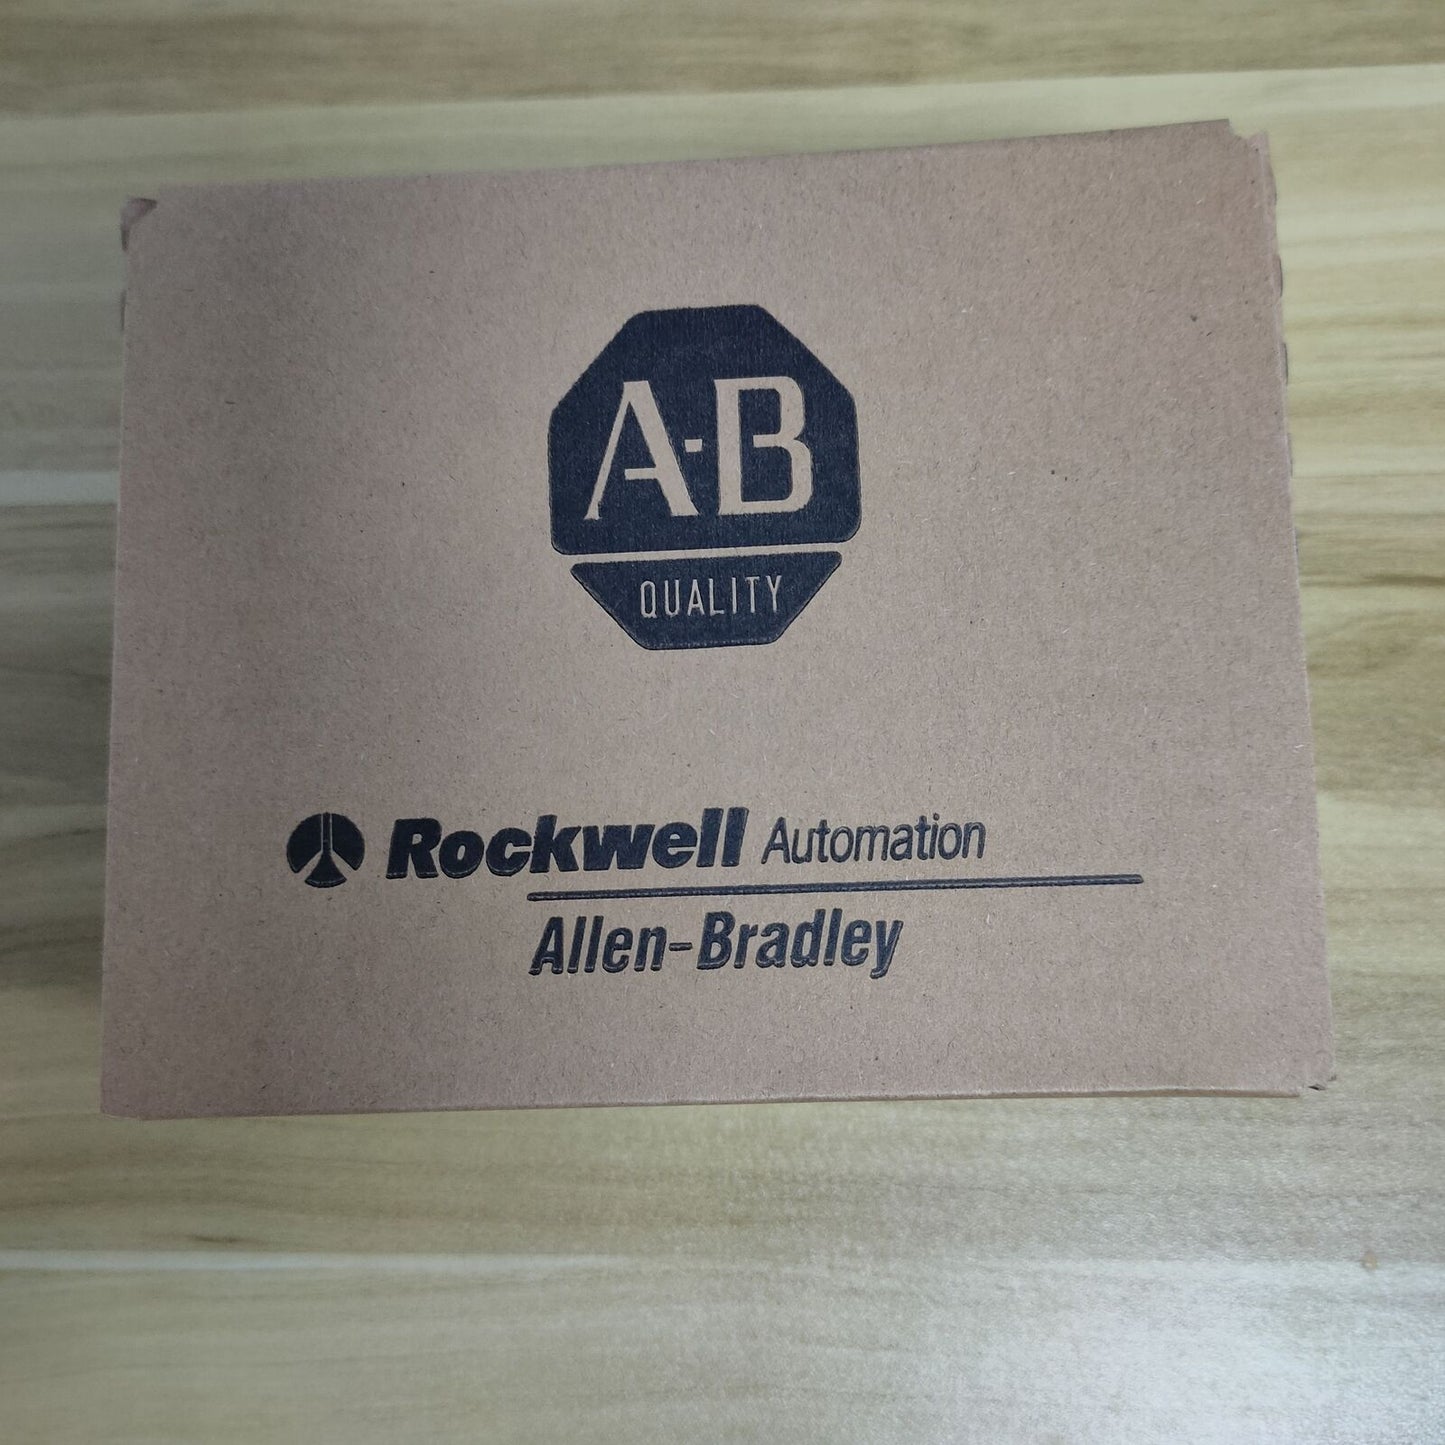 A-B
QUALITY
Rockwell Automation
Allen-Bradley